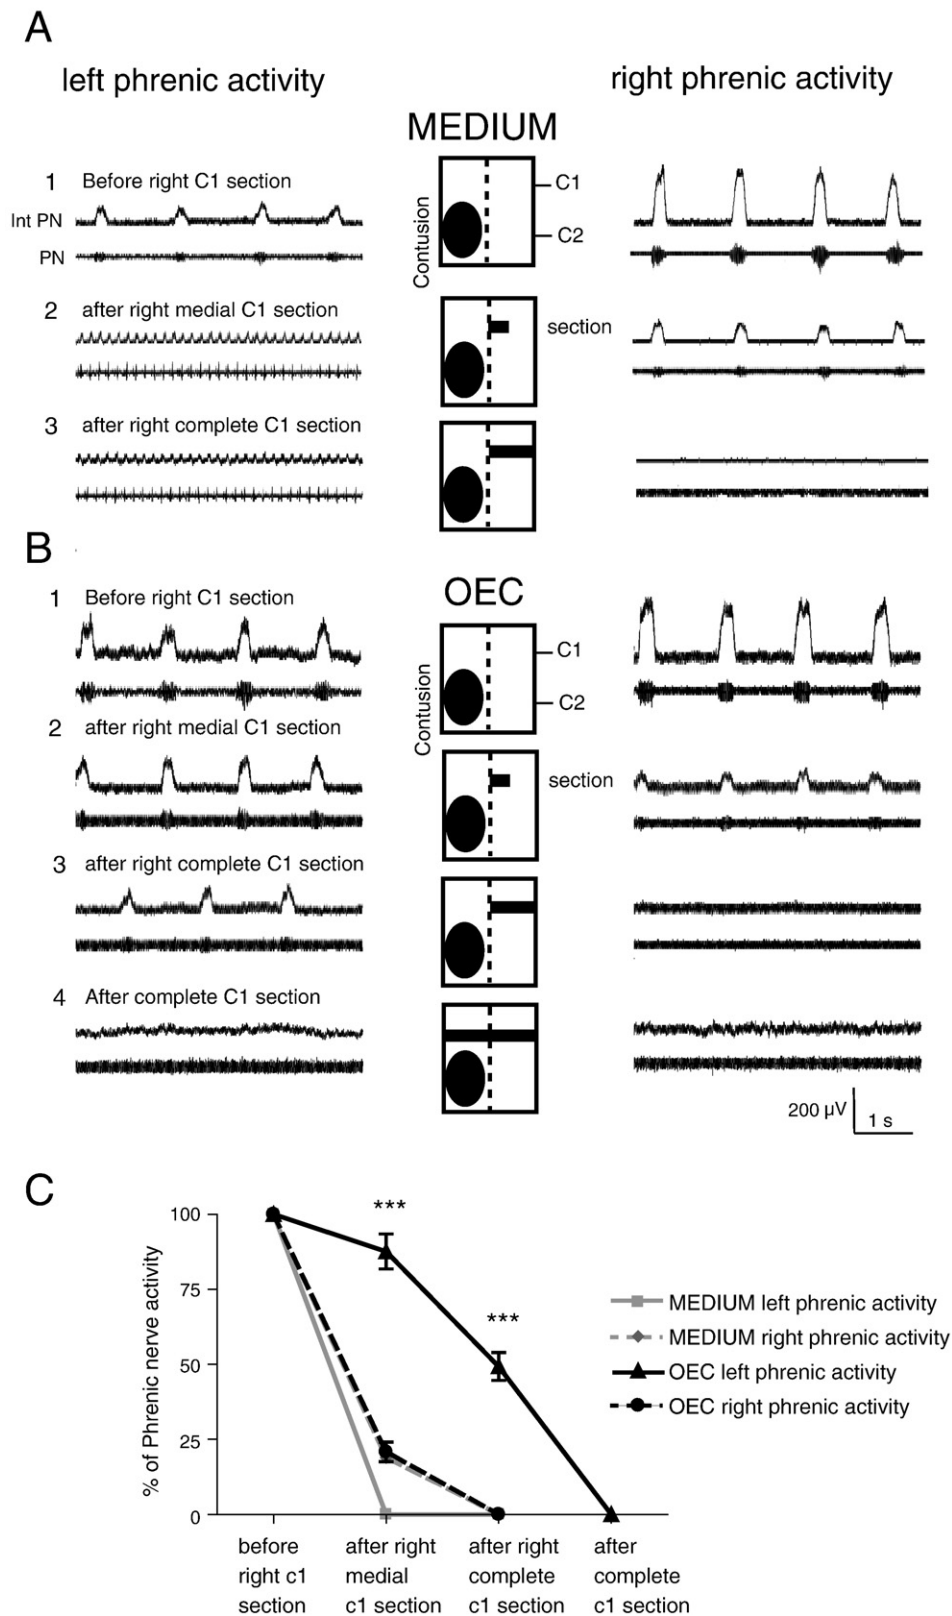 A
left phrenic activity
right phrenic activity
MEDIUM
1 Before right C1 section
Int PN
PN
Contusion
C1
C2
2 after right medial C1 section
section
3 after right complete C1 section
B
OEC
1 Before right C1 section
Contusion
C1
C2
2 after right medial C1 section
section
3 after right complete C1 section
4 After complete C1 section
200 µV
1 s
C
% of Phrenic nerve activity
100
75
50
25
0
***
***
MEDIUM left phrenic activity
MEDIUM right phrenic activity
OEC left phrenic activity
OEC right phrenic activity
before
right c1
section
after right
medial
c1 section
after right
complete
c1 section
after
complete
c1 section